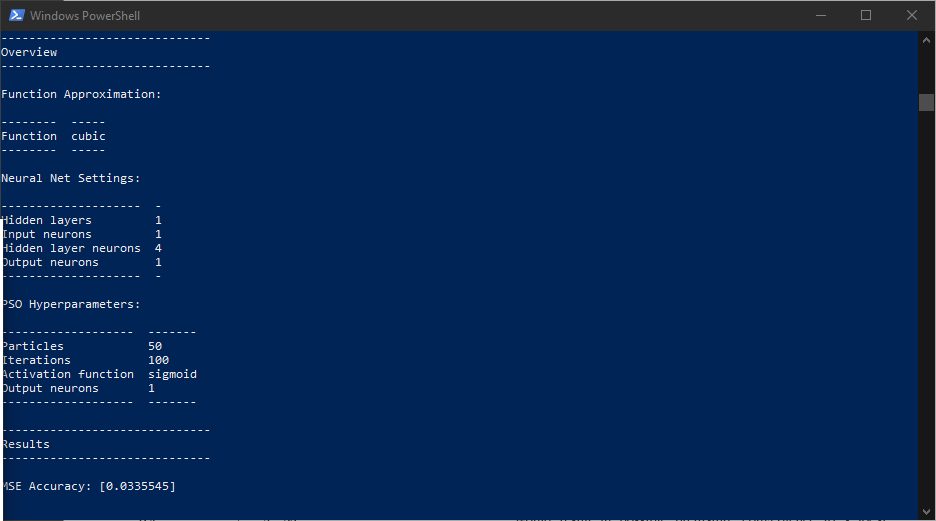 Windows PowerShell
------------------------------
Overview
------------------------------
Function Approximation:
--------  -----
Function  cubic
--------  -----
Neural Net Settings:
--------------------  -
Hidden layers         1
Input neurons         1
Hidden layer neurons  4
Output neurons        1
--------------------  -
PSO Hyperparameters:
-------------------  -------
Particles            50
Iterations           100
Activation function  sigmoid
Output neurons       1
-------------------  -------
------------------------------
Results
------------------------------
MSE Accuracy: [0.0335545]